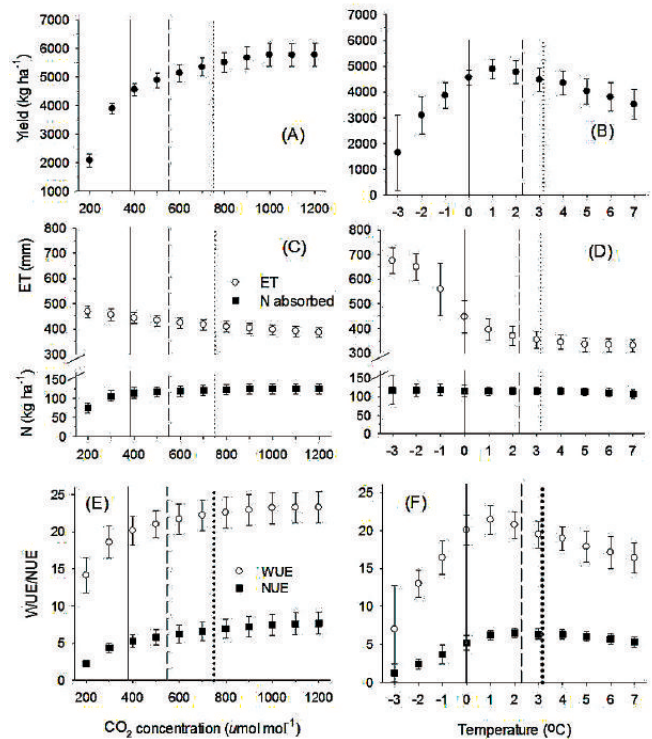 7000
6000
5000
4000
3000
2000
1000
Yield (kg ha-1)
(A)
200 400 600 800 1000 1200
7000
6000
5000
4000
3000
2000
1000
0
(B)
-3 -2 -1 0 1 2 3 4 5 6 7
800
700
600
500
400
300
ET (mm)
(C)
ET
N absorbed
150
100
50
0
N (kg ha-1)
200 400 600 800 1000 1200
800
700
600
500
400
300
(D)
150
100
50
0
-3 -2 -1 0 1 2 3 4 5 6 7
25
20
15
10
5
0
WUE/NUE
(E)
WUE
NUE
200 400 600 800 1000 1200
CO2 concentration (umol mol-1)
25
20
15
10
5
0
(F)
-3 -2 -1 0 1 2 3 4 5 6 7
Temperature (ºC)